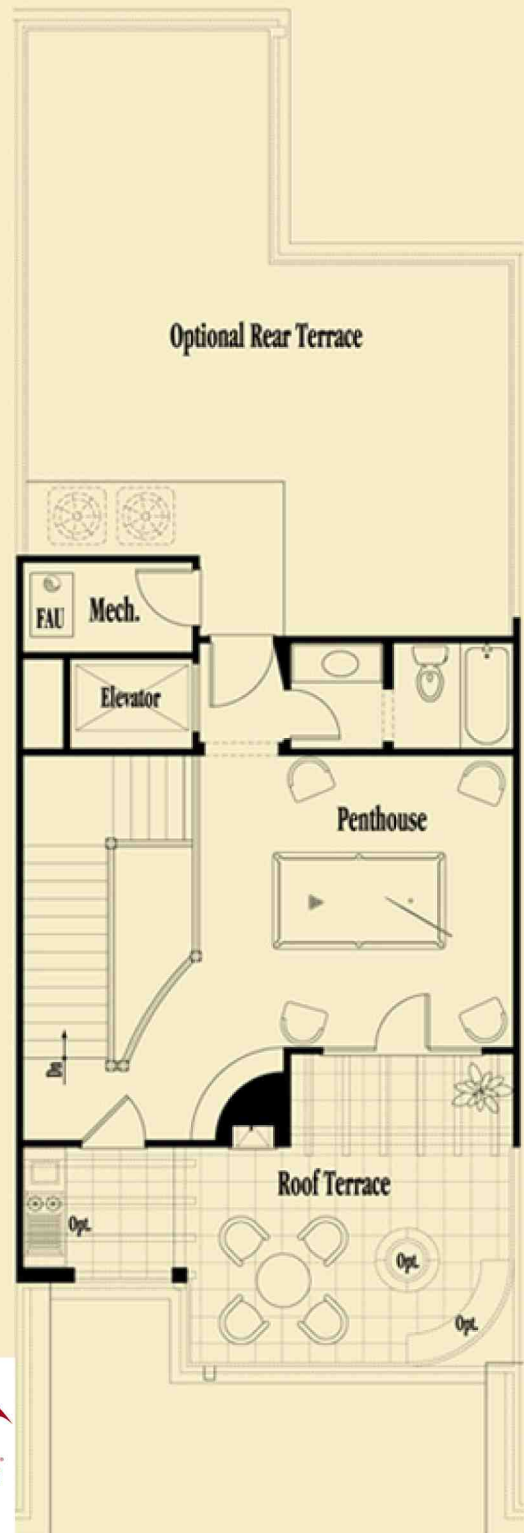 Optional Rear Terrace
FAU
Mech.
Elevator
Penthouse
Dn
Roof Terrace
Opt.
Opt.
Opt.